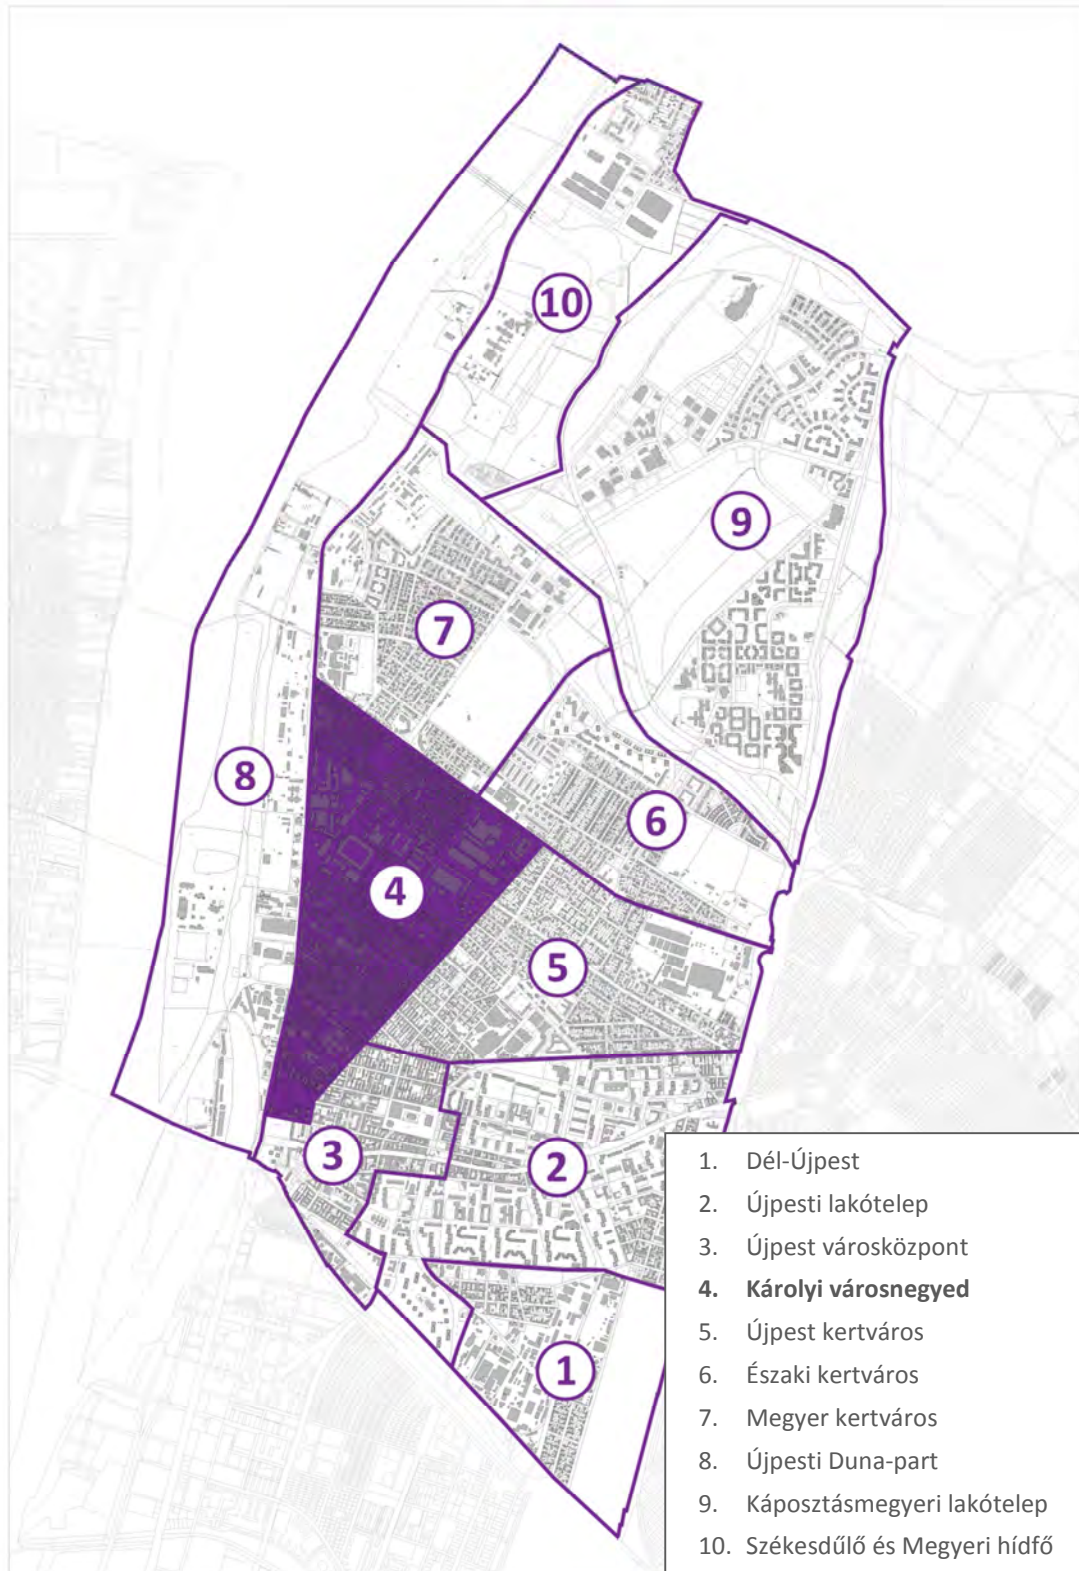 10
9
7
8
6
4
5
3
2
1
1. Dél-Újpest
2. Újpesti lakótelep
3. Újpest városközpont
4. Károlyi városnegyed
5. Újpest kertváros
6. Északi kertváros
7. Megyer kertváros
8. Újpesti Duna-part
9. Káposztásmegyeri lakótelep
10. Székesdűlő és Megyeri hídfő